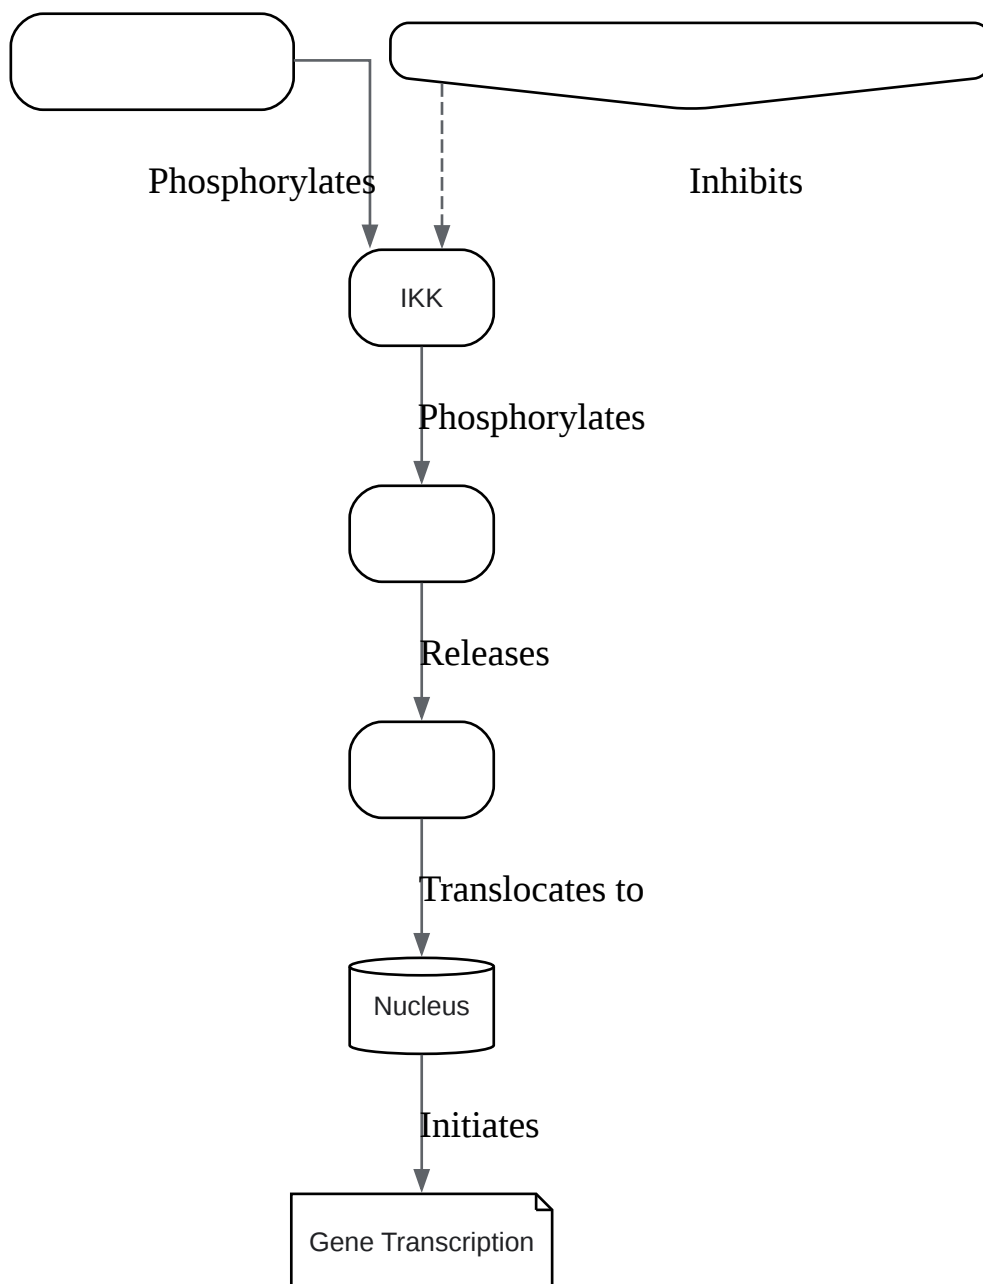 Phosphorylates
Inhibits
IKK
Phosphorylates
Releases
Translocates to
Nucleus
Initiates
Gene Transcription